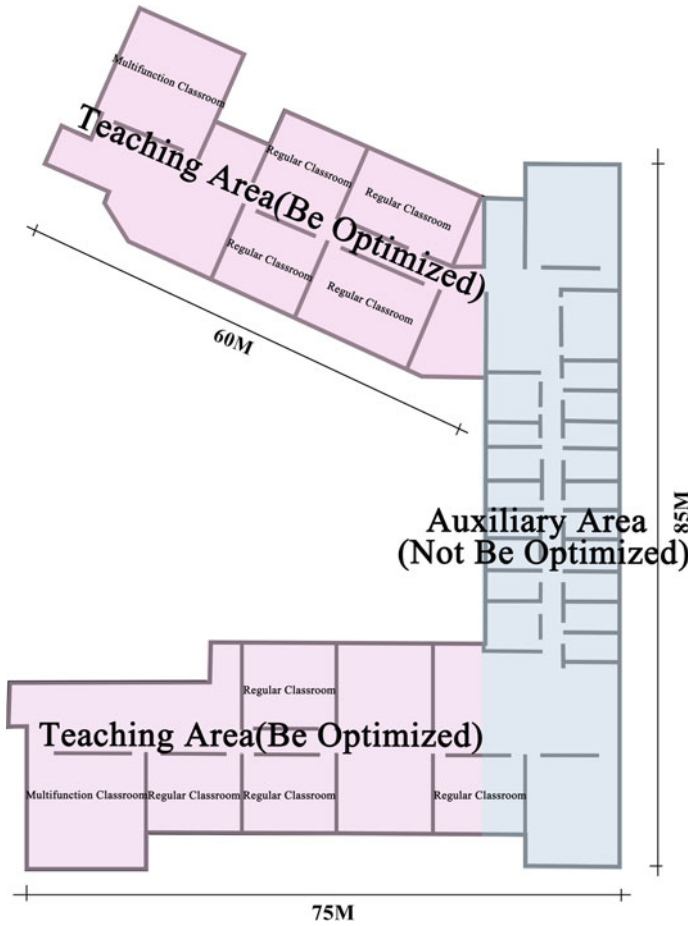 Multifunction Classroom
Teaching Area(Be Optimized)
Regular Classroom
Regular Classroom
Regular Classroom
Regular Classroom
60M
85M
Auxiliary Area
(Not Be Optimized)
Regular Classroom
Teaching Area(Be Optimized)
Multifunction Classroom
Regular Classroom
Regular Classroom
Regular Classroom
75M